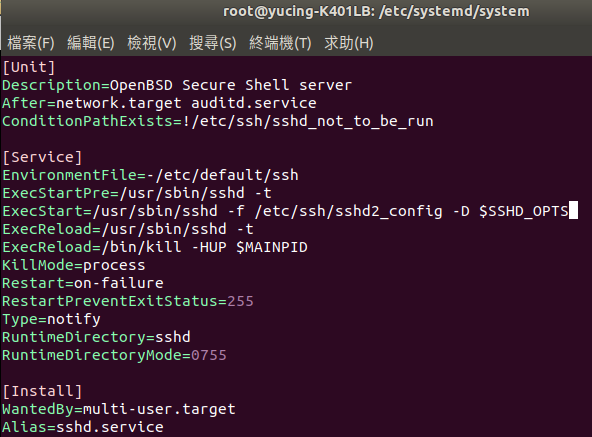 root@yucing-K401LB: /etc/systemd/system
檔案(F) 編輯(E) 檢視(V) 搜尋(S) 終端機(T) 求助(H)
[Unit]
Description=OpenBSD Secure Shell server
After=network.target auditd.service
ConditionPathExists=!/etc/ssh/sshd_not_to_be_run
[Service]
EnvironmentFile=-/etc/default/ssh
ExecStartPre=/usr/sbin/sshd -t
ExecStart=/usr/sbin/sshd -f /etc/ssh/sshd2_config -D $SSHD_OPTS
ExecReload=/usr/sbin/sshd -t
ExecReload=/bin/kill -HUP $MAINPID
KillMode=process
Restart=on-failure
RestartPreventExitStatus=255
Type=notify
RuntimeDirectory=sshd
RuntimeDirectoryMode=0755
[Install]
WantedBy=multi-user.target
Alias=sshd.service